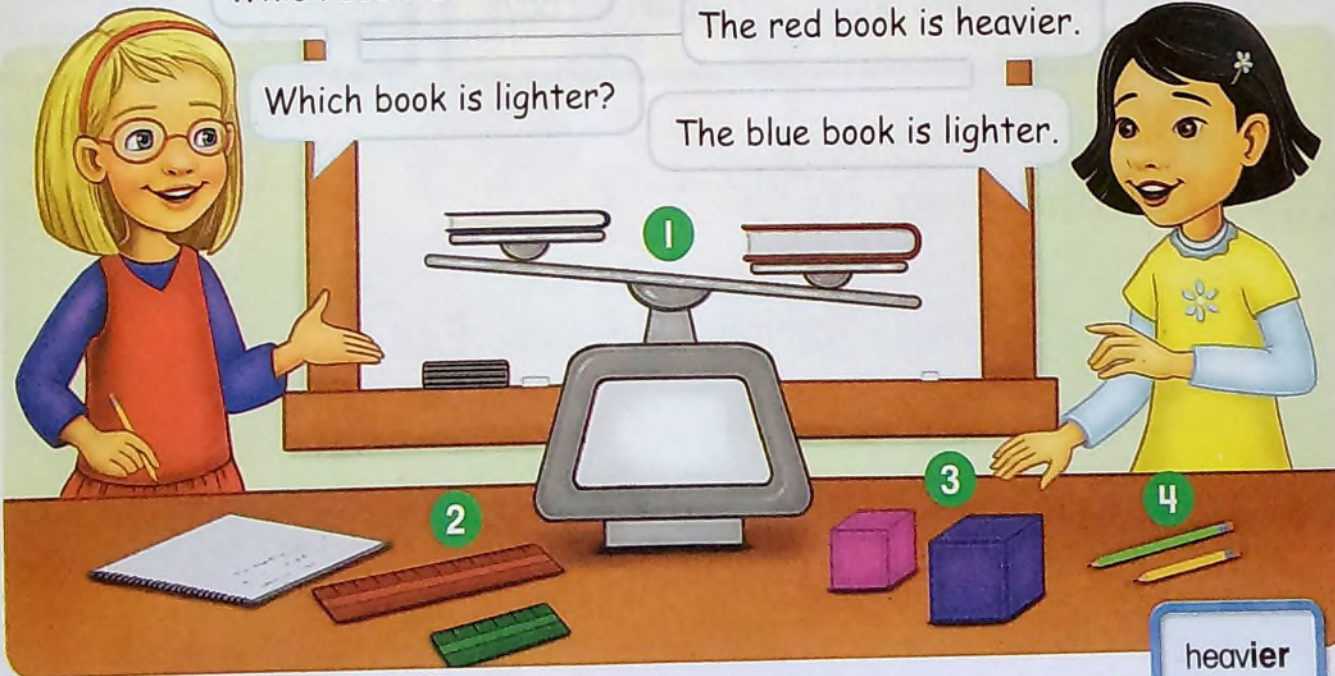 The red book is heavier.
Which book is lighter?
The blue book is lighter.
1
2
3
4
heavier